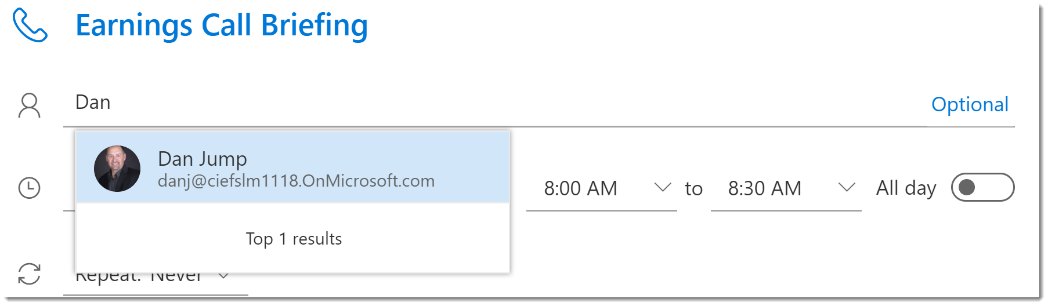 Earnings Call Briefing
Dan
Optional
Dan Jump
danj@ciefslm1118.OnMicrosoft.com
8:00 AM to 8:30 AM All day
Top 1 results
Repeat: Never